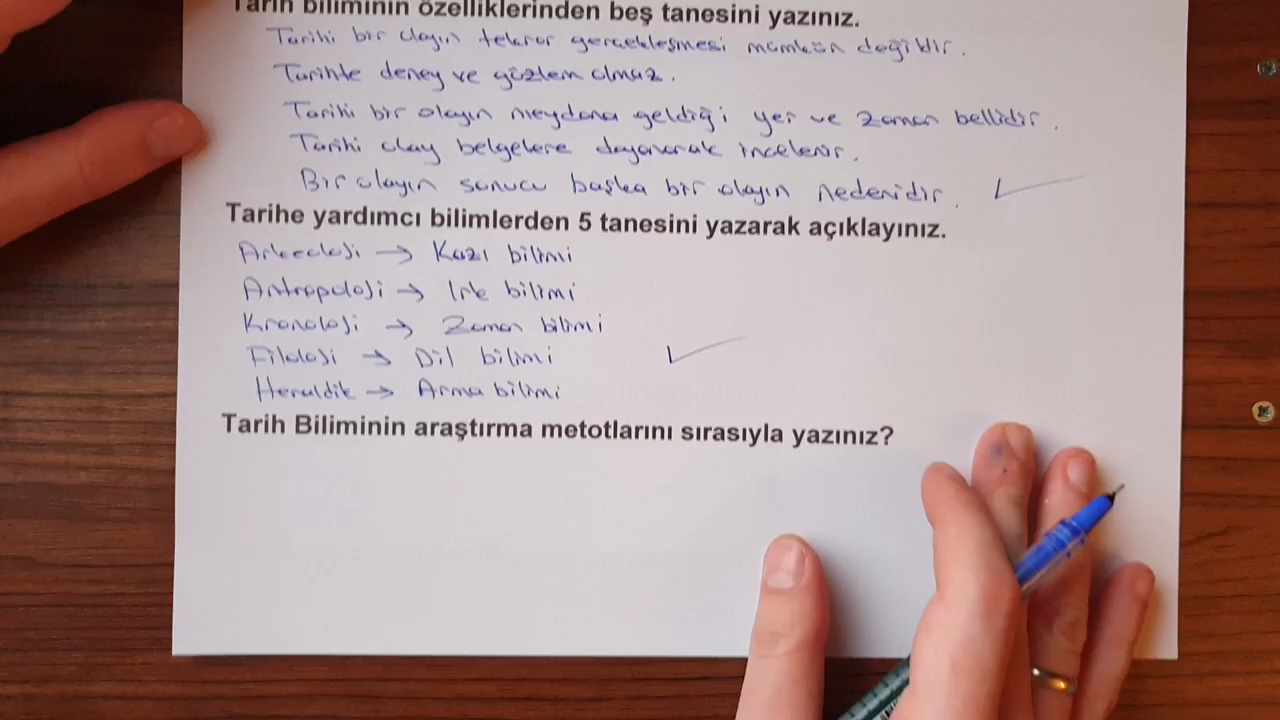 Tarih biliminin özelliklerinden beş tanesini yazınız.
Tarihi bir olayın tekrar gerçekleşmesi mümkün değildir.
Tarihte deney ve gözlem olmaz.
Tarihi bir olayın meydana geldiği yer ve zaman bellidir.
Tarihi olay belgelere dayanarak incelenir.
Bir olayın sonucu başka bir olayın nedenidir.
Tarihe yardımcı bilimlerden 5 tanesini yazarak açıklayınız.
Arkeoloji → Kazı bilimi
Antropoloji → Irk bilimi
Kronoloji → Zaman bilimi
Filoloji → Dil bilimi
Heraldik → Arma bilimi
Tarih Biliminin araştırma metotlarını sırasıyla yazınız?